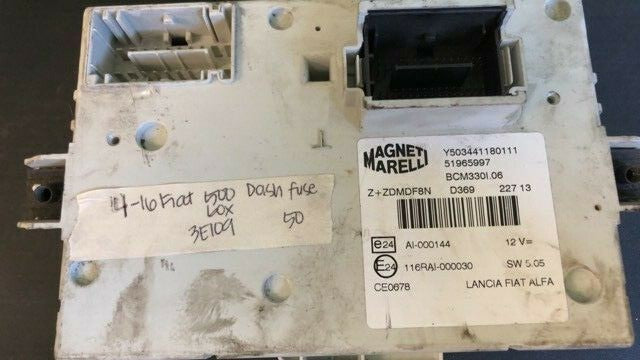 4-16 Fiat 500 Dash fuse
box
3E109 50
MAGNETI
MARELLI
Y503441180111
51965997
BCM330I.06
Z+ZDMDF8N D369 227 13
e24 AI-000144 12 V=
E24 116RAI-000030 SW 5.05
CE0678 LANCIA FIAT ALFA